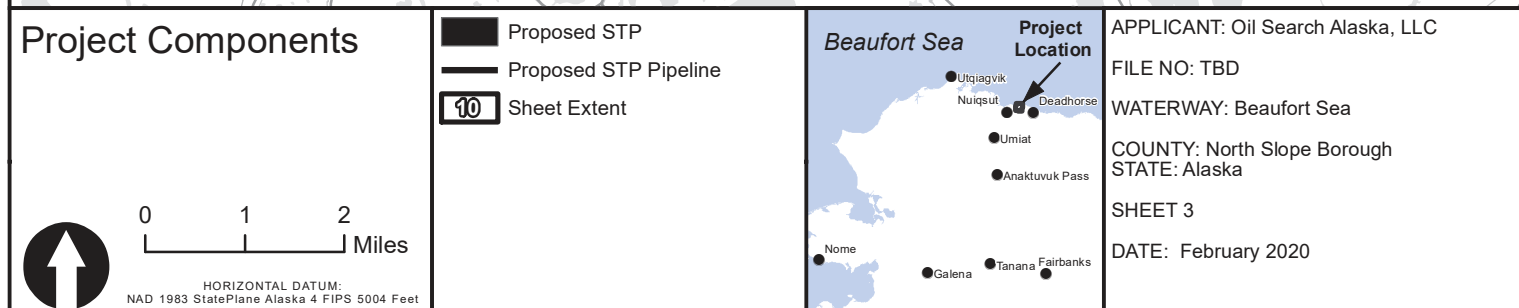 Project Components
0 1 2
Miles
HORIZONTAL DATUM:
NAD 1983 StatePlane Alaska 4 FIPS 5004 Feet
Proposed STP
Proposed STP Pipeline
10 Sheet Extent
Beaufort Sea
Project
Location
Utqiagvik
Nuiqsut
Deadhorse
Umiat
Anaktuvuk Pass
Nome
Galena
Tanana
Fairbanks
APPLICANT: Oil Search Alaska, LLC
FILE NO: TBD
WATERWAY: Beaufort Sea
COUNTY: North Slope Borough
STATE: Alaska
SHEET 3
DATE: February 2020